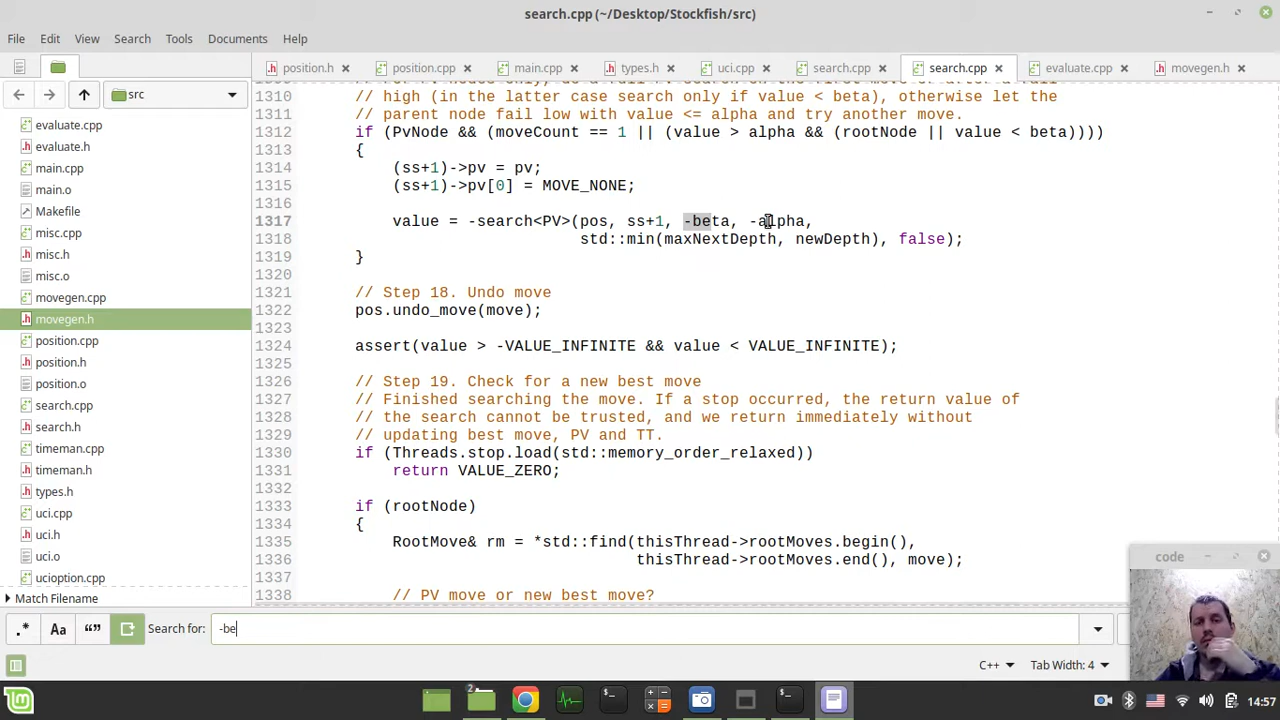 search.cpp (~/Desktop/Stockfish/src)
File Edit View Search Tools Documents Help
position.h position.cpp main.cpp types.h uci.cpp search.cpp search.cpp evaluate.cpp movegen.h
src
evaluate.cpp
evaluate.h
main.cpp
main.o
Makefile
misc.cpp
misc.h
misc.o
movegen.cpp
movegen.h
position.cpp
position.h
position.o
search.cpp
search.h
timeman.cpp
timeman.h
types.h
uci.cpp
uci.h
uci.o
ucioption.cpp
Match Filename
1310 // high (in the latter case search only if value < beta), otherwise let the
1311 // parent node fail low with value <= alpha and try another move.
1312 if (PvNode && (moveCount == 1 || (value > alpha && (rootNode || value < beta))))
1313 {
1314 (ss+1)->pv = pv;
1315 (ss+1)->pv[0] = MOVE_NONE;
1316
1317 value = -search<PV>(pos, ss+1, -beta, -alpha,
1318 std::min(maxNextDepth, newDepth), false);
1319 }
1320
1321 // Step 18. Undo move
1322 pos.undo_move(move);
1323
1324 assert(value > -VALUE_INFINITE && value < VALUE_INFINITE);
1325
1326 // Step 19. Check for a new best move
1327 // Finished searching the move. If a stop occurred, the return value of
1328 // the search cannot be trusted, and we return immediately without
1329 // updating best move, PV and TT.
1330 if (Threads.stop.load(std::memory_order_relaxed))
1331 return VALUE_ZERO;
1332
1333 if (rootNode)
1334 {
1335 RootMove& rm = *std::find(thisThread->rootMoves.begin(),
1336 thisThread->rootMoves.end(), move);
1337
1338 // PV move or new best move?
code
.* Aa “” Search for: -be
C++ Tab Width: 4
2 14:57